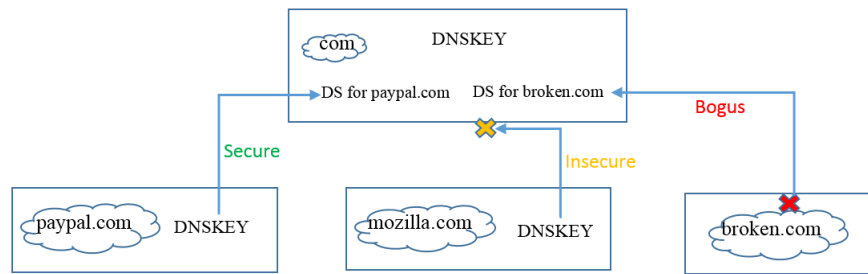 com
DNSKEY
DS for paypal.com
DS for broken.com
Bogus
Secure
Insecure
paypal.com
DNSKEY
mozilla.com
DNSKEY
broken.com